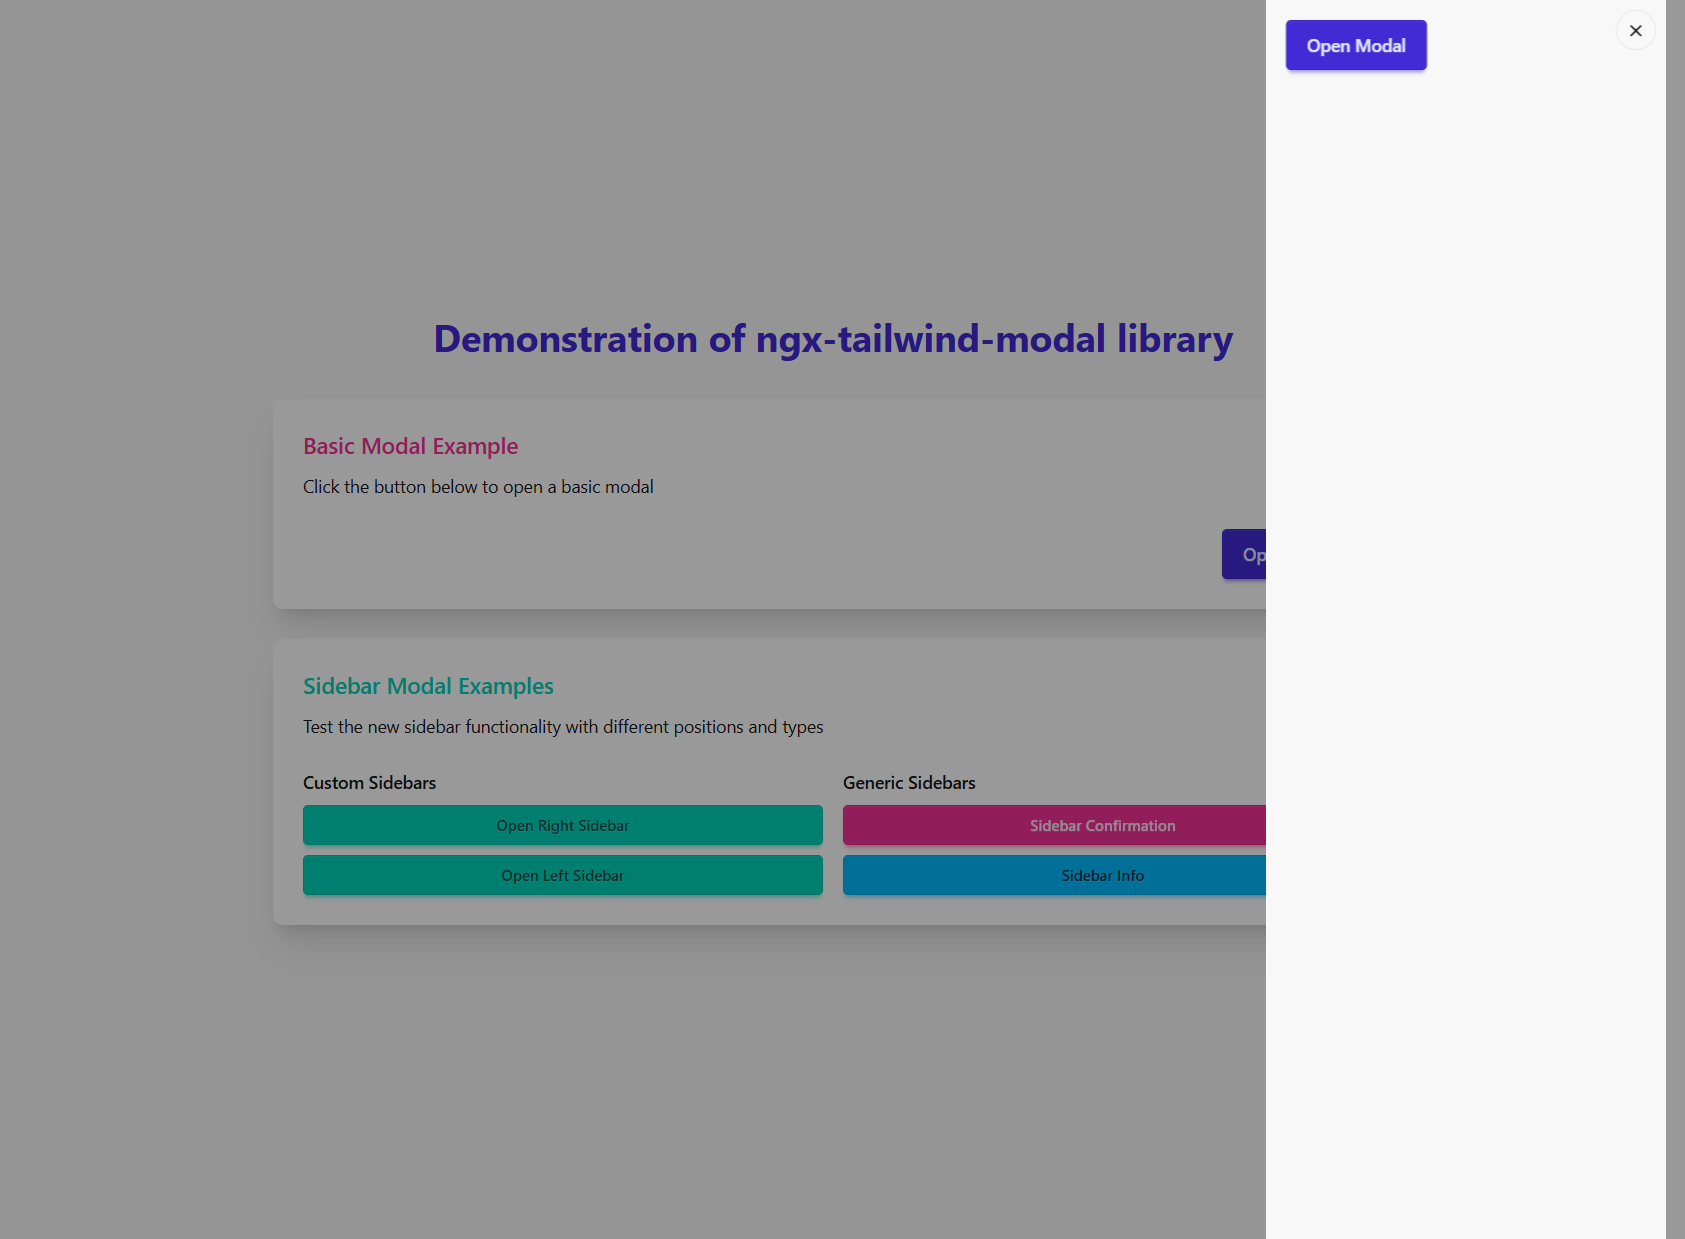 Open Modal
Demonstration of ngx-tailwind-modal library
Basic Modal Example
Click the button below to open a basic modal
Op
Sidebar Modal Examples
Test the new sidebar functionality with different positions and types
Custom Sidebars
Open Right Sidebar
Open Left Sidebar
Generic Sidebars
Sidebar Confirmation
Sidebar Info